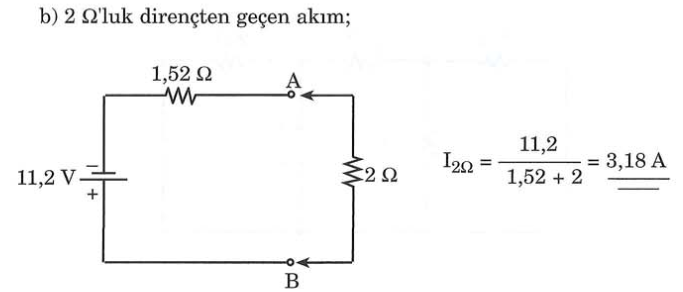 b) 2 Ω'luk dirençten geçen akım;
1,52 Ω
A
11,2 V
−
+
2 Ω
B
I2Ω = 11,2 / 1,52 + 2 = 3,18 A